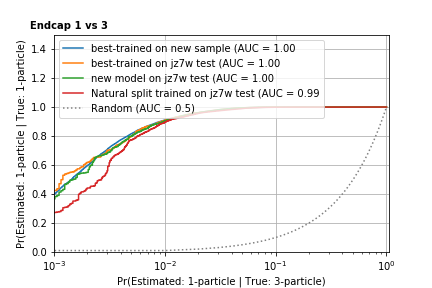 Endcap 1 vs 3
Pr(Estimated: 1-particle | True: 1-particle)
1.4
1.2
1.0
0.8
0.6
0.4
0.2
0.0
best-trained on new sample (AUC = 1.00
best-trained on jz7w test (AUC = 1.00
new model on jz7w test (AUC = 1.00
Natural split trained on jz7w test (AUC = 0.99
Random (AUC = 0.5)
10⁻³
10⁻²
10⁻¹
10⁰
Pr(Estimated: 1-particle | True: 3-particle)